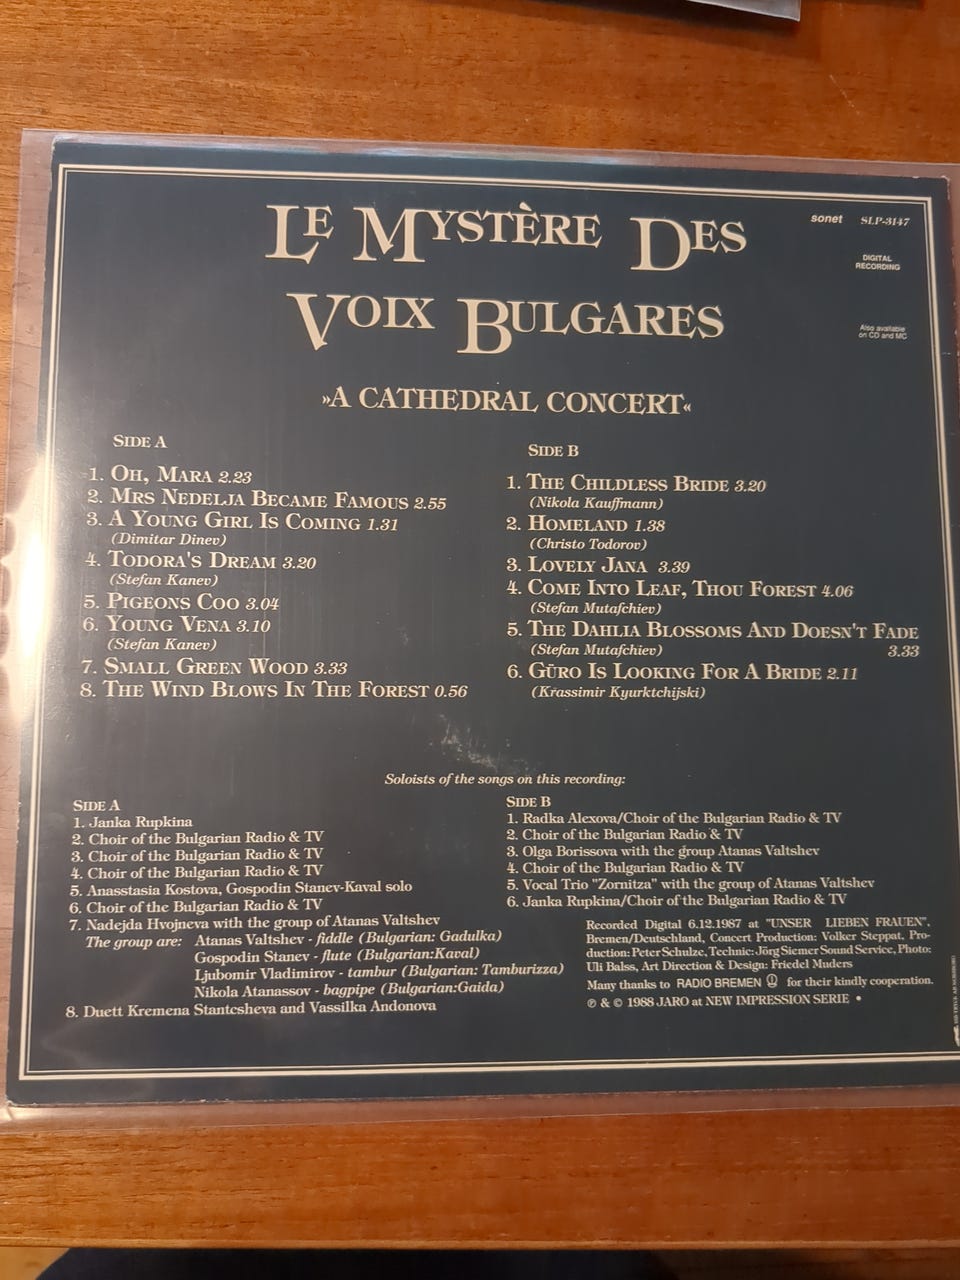 LE MYSTÈRE DES
VOIX BULGARES
sonet SLP-3147
DIGITAL
RECORDING
Also available
on CD and MC
»A CATHEDRAL CONCERT«
SIDE A
1. OH, MARA 2.23
2. MRS NEDELJA BECAME FAMOUS 2.55
3. A YOUNG GIRL IS COMING 1.31
(Dimitar Dinev)
4. TODORA'S DREAM 3.20
(Stefan Kanev)
5. PIGEONS COO 3.04
6. YOUNG VENA 3.10
(Stefan Kanev)
7. SMALL GREEN WOOD 3.33
8. THE WIND BLOWS IN THE FOREST 0.56
SIDE B
1. THE CHILDLESS BRIDE 3.20
(Nikola Kauffmann)
2. HOMELAND 1.38
(Christo Todorov)
3. LOVELY JANA 3.39
4. COME INTO LEAF, THOU FOREST 4.06
(Stefan Mutafchiev)
5. THE DAHLIA BLOSSOMS AND DOESN'T FADE
(Stefan Mutafchiev) 3.33
6. GÜRO IS LOOKING FOR A BRIDE 2.11
(Krassimir Kyurktchijski)
Soloists of the songs on this recording:
SIDE A
1. Janka Rupkina
2. Choir of the Bulgarian Radio & TV
3. Choir of the Bulgarian Radio & TV
4. Choir of the Bulgarian Radio & TV
5. Anasstasia Kostova, Gospodin Stanev-Kaval solo
6. Choir of the Bulgarian Radio & TV
7. Nadejda Hvojneva with the group of Atanas Valtshev
The group are: Atanas Valtshev - fiddle (Bulgarian: Gadulka)
Gospodin Stanev - flute (Bulgarian:Kaval)
Ljubomir Vladimirov - tambur (Bulgarian: Tamburizza)
Nikola Atanassov - bagpipe (Bulgarian:Gaida)
8. Duett Kremena Stantcsheva and Vassilka Andonova
SIDE B
1. Radka Alexova/Choir of the Bulgarian Radio & TV
2. Choir of the Bulgarian Radio & TV
3. Olga Borissova with the group Atanas Valtshev
4. Choir of the Bulgarian Radio & TV
5. Vocal Trio "Zornitza" with the group of Atanas Valtshev
6. Janka Rupkina/Choir of the Bulgarian Radio & TV
Recorded Digital 6.12.1987 at "UNSER LIEBEN FRAUEN",
Bremen/Deutschland, Concert Production: Volker Steppat, Pro-
duction: Peter Schulze, Technic: Jörg Siemer Sound Service, Photo:
Uli Balss, Art Direction & Design: Friedel Muders
Many thanks to RADIO BREMEN for their kindly cooperation.
℗ & © 1988 JARO at NEW IMPRESSION SERIE •